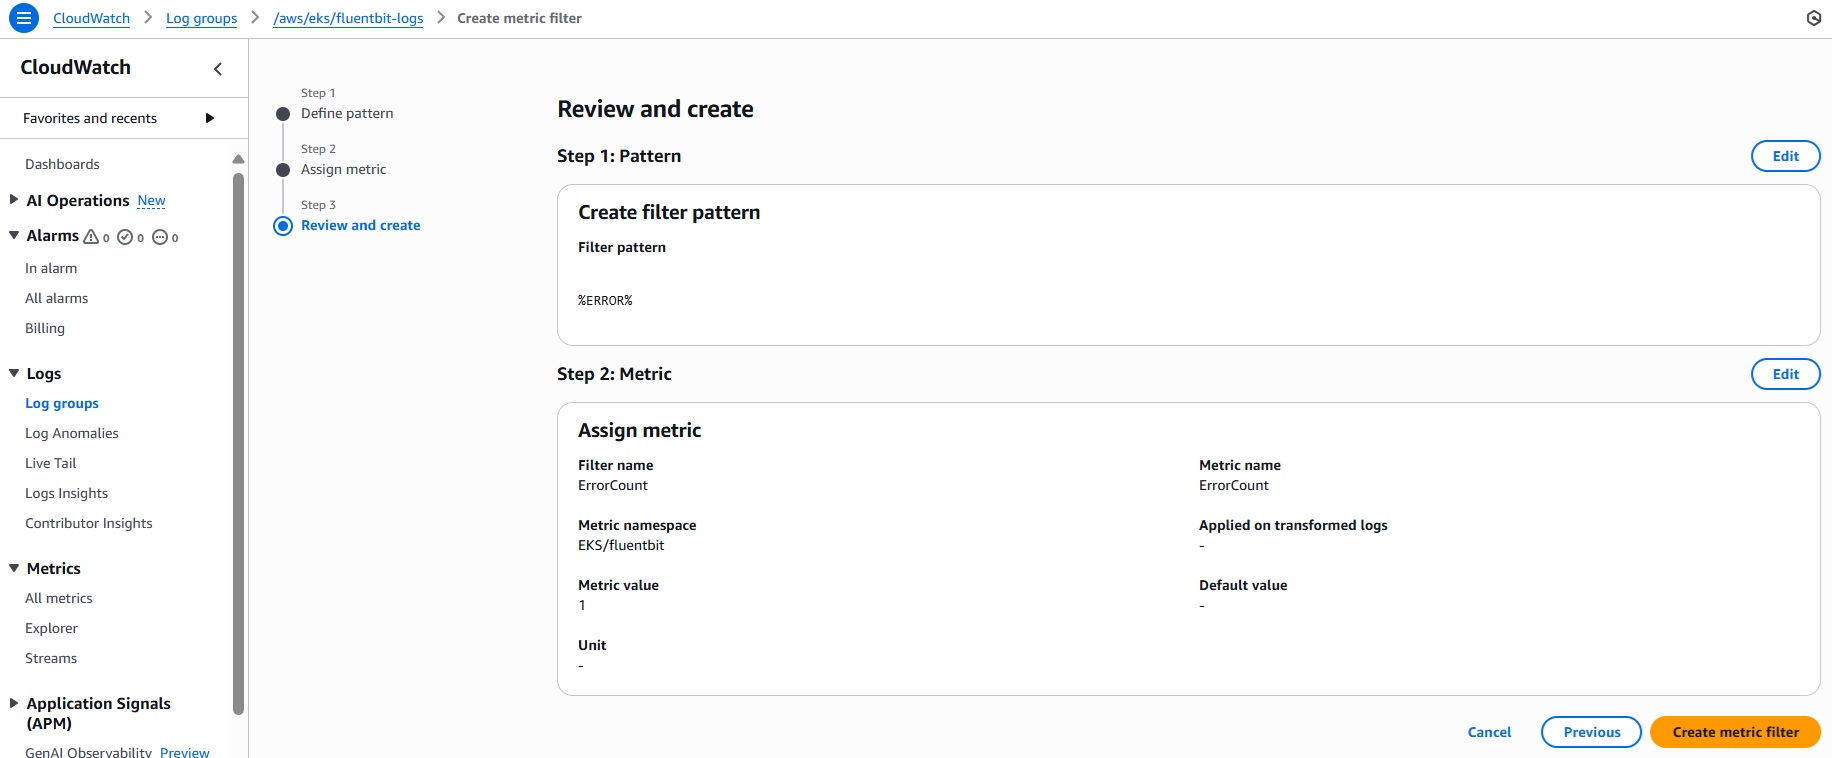 CloudWatch > Log groups > /aws/eks/fluentbit-logs > Create metric filter
CloudWatch
Favorites and recents
Dashboards
AI Operations New
Alarms 0 0 0
In alarm
All alarms
Billing
Logs
Log groups
Log Anomalies
Live Tail
Logs Insights
Contributor Insights
Metrics
All metrics
Explorer
Streams
Application Signals
(APM)
GenAI Observability Preview
Step 1
Define pattern
Step 2
Assign metric
Step 3
Review and create
Review and create
Step 1: Pattern
Edit
Create filter pattern
Filter pattern
%ERROR%
Step 2: Metric
Edit
Assign metric
Filter name
ErrorCount
Metric name
ErrorCount
Metric namespace
EKS/fluentbit
Applied on transformed logs
-
Metric value
1
Default value
-
Unit
-
Cancel
Previous
Create metric filter